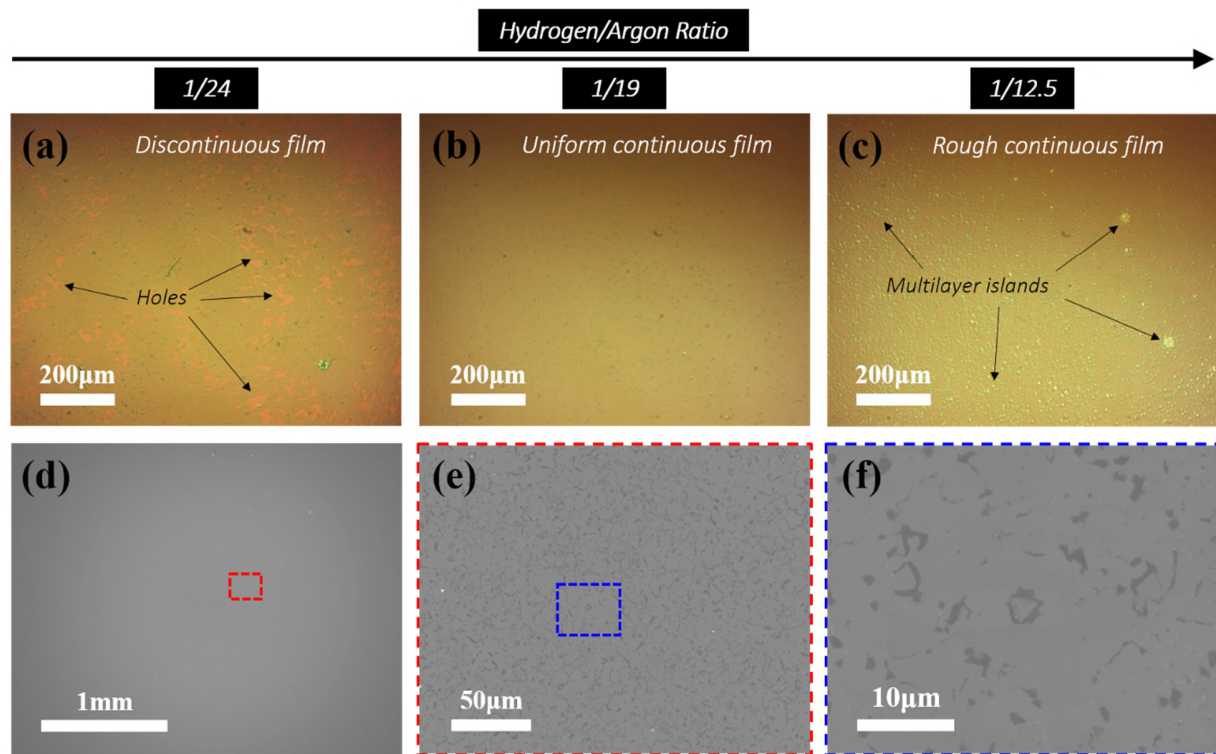 Hydrogen/Argon Ratio
1/24
1/19
1/12.5
(a)
Discontinuous film
Holes
200μm
(b)
Uniform continuous film
200μm
(c)
Rough continuous film
Multilayer islands
200μm
(d)
1mm
(e)
50μm
(f)
10μm